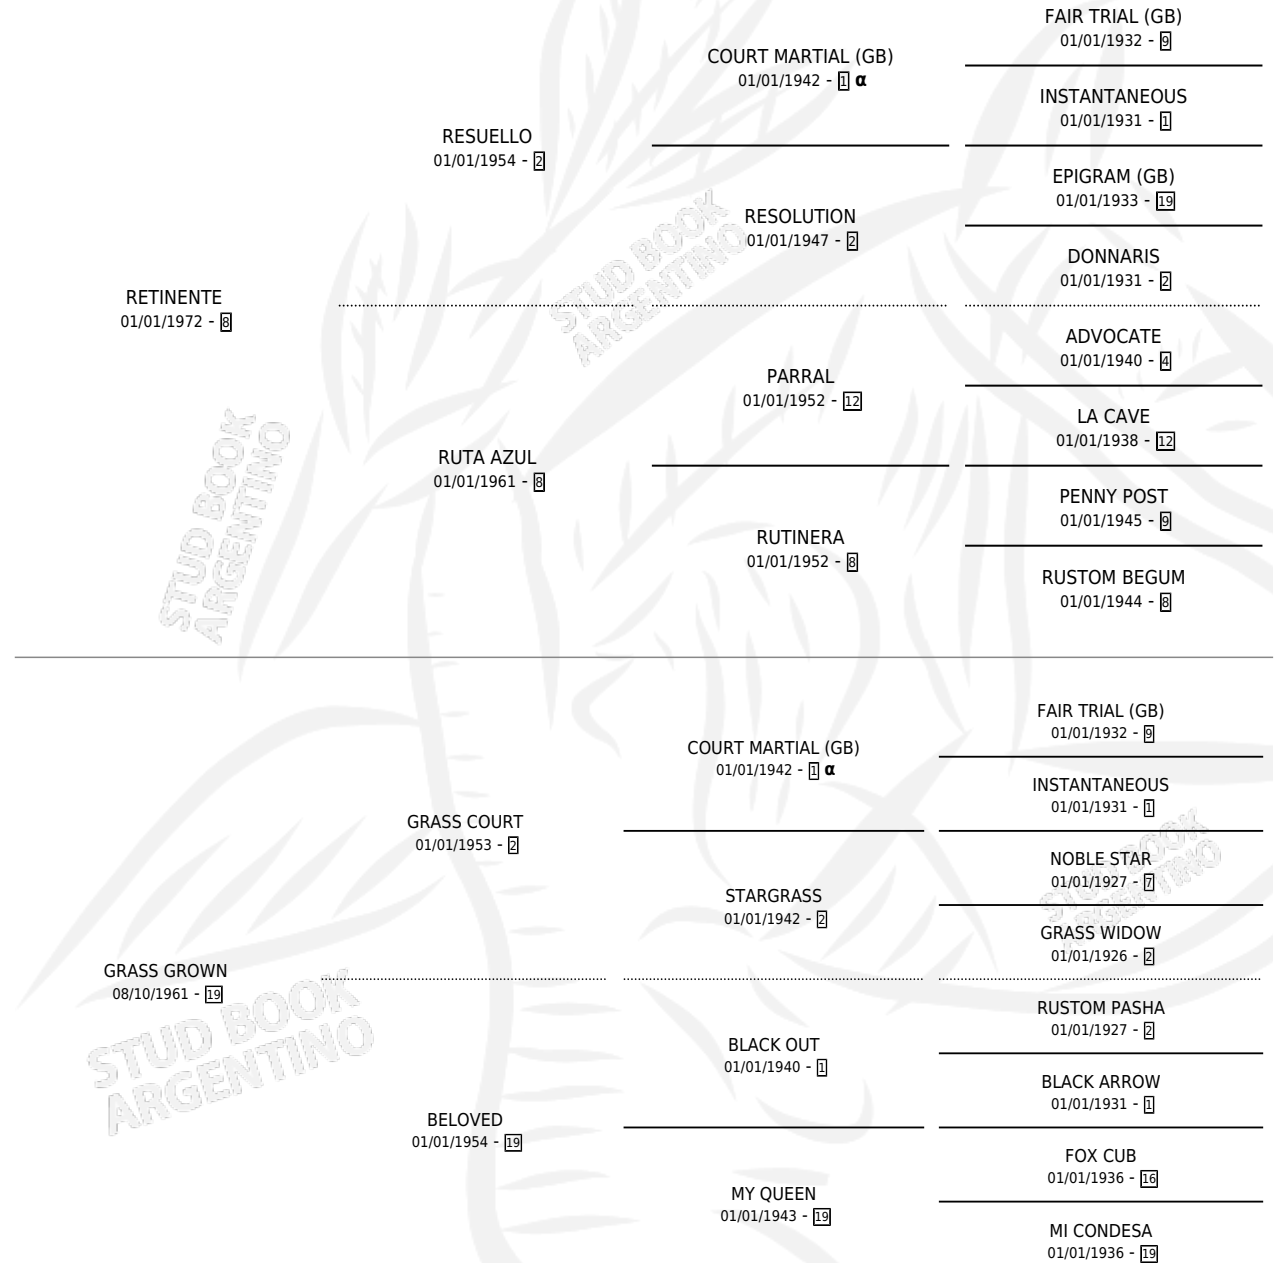 FAIR TRIAL (GB)
01/01/1932 - 9
COURT MARTIAL (GB)
01/01/1942 - 1 α
INSTANTANEOUS
01/01/1931 - 1
RESUELLO
01/01/1954 - 2
EPIGRAM (GB)
01/01/1933 - 19
RESOLUTION
01/01/1947 - 2
DONNARIS
01/01/1931 - 2
RETINENTE
01/01/1972 - 8
ADVOCATE
01/01/1940 - 4
PARRAL
01/01/1952 - 12
LA CAVE
01/01/1938 - 12
RUTA AZUL
01/01/1961 - 8
PENNY POST
01/01/1945 - 9
RUTINERA
01/01/1952 - 8
RUSTOM BEGUM
01/01/1944 - 8
FAIR TRIAL (GB)
01/01/1932 - 9
COURT MARTIAL (GB)
01/01/1942 - 1 α
INSTANTANEOUS
01/01/1931 - 1
GRASS COURT
01/01/1953 - 2
NOBLE STAR
01/01/1927 - 7
STARGRASS
01/01/1942 - 2
GRASS WIDOW
01/01/1926 - 2
GRASS GROWN
08/10/1961 - 19
RUSTOM PASHA
01/01/1927 - 2
BLACK OUT
01/01/1940 - 1
BLACK ARROW
01/01/1931 - 1
BELOVED
01/01/1954 - 19
FOX CUB
01/01/1936 - 16
MY QUEEN
01/01/1943 - 19
MI CONDESA
01/01/1936 - 19
STUD BOOK
ARGENTINO
STUD BOOK
ARGENTINO
STUD BOOK
ARGENTINO
STUD BOOK
ARGENTINO